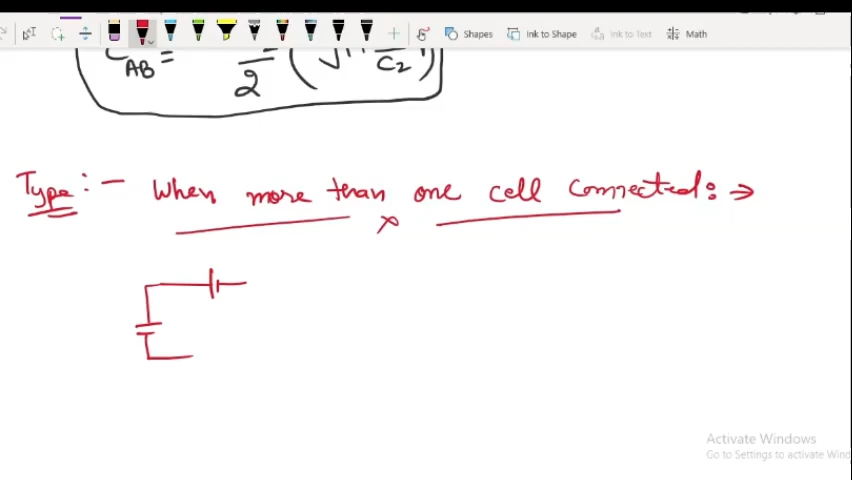 Shapes Ink to Shape Ink to Text Math
C AB = 2 ( √ C2 )
Type :- When more than one cell connected :→
Activate Windows
Go to Settings to activate Wind